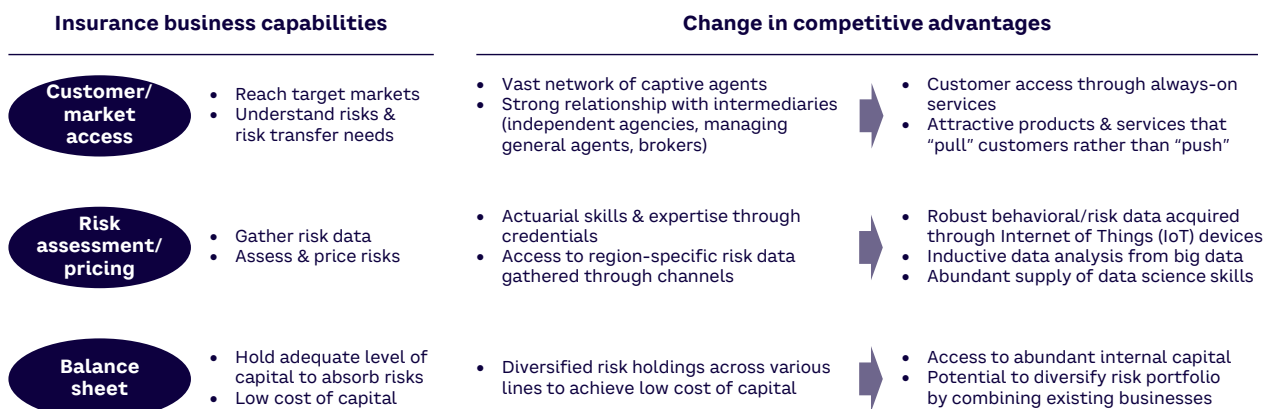 Insurance business capabilities
Change in competitive advantages
Customer/
market
access
• Reach target markets
• Understand risks &
risk transfer needs
• Vast network of captive agents
• Strong relationship with intermediaries
(independent agencies, managing
general agents, brokers)
• Customer access through always-on
services
• Attractive products & services that
“pull” customers rather than “push”
Risk
assessment/
pricing
• Gather risk data
• Assess & price risks
• Actuarial skills & expertise through
credentials
• Access to region-specific risk data
gathered through channels
• Robust behavioral/risk data acquired
through Internet of Things (IoT) devices
• Inductive data analysis from big data
• Abundant supply of data science skills
Balance
sheet
• Hold adequate level of
capital to absorb risks
• Low cost of capital
• Diversified risk holdings across various
lines to achieve low cost of capital
• Access to abundant internal capital
• Potential to diversify risk portfolio
by combining existing businesses